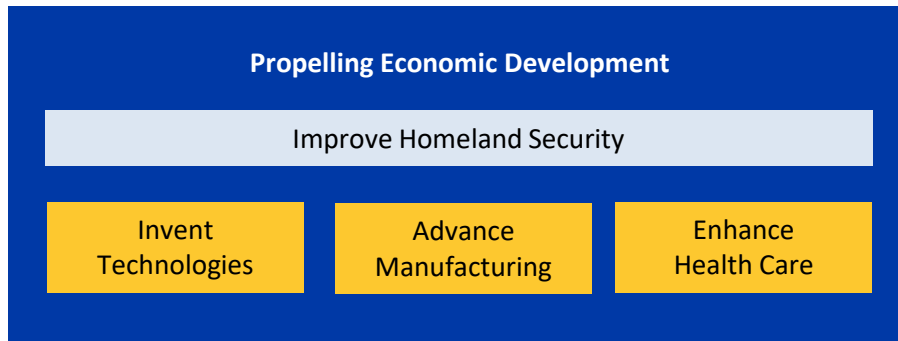 Propelling Economic Development
Improve Homeland Security
Invent
Technologies
Advance
Manufacturing
Enhance
Health Care